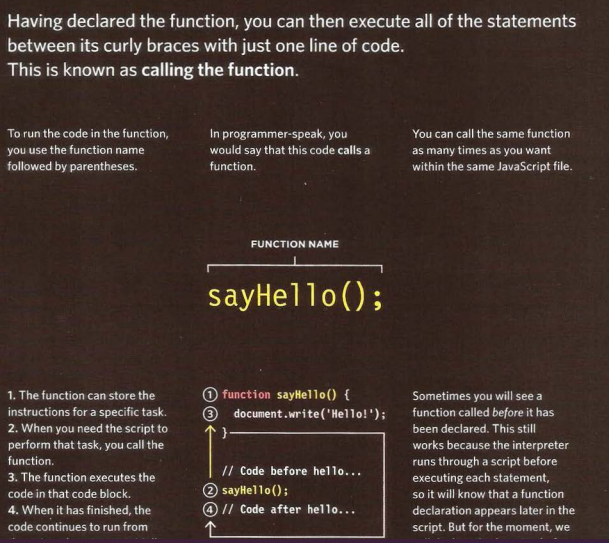 Having declared the function, you can then execute all of the statements
between its curly braces with just one line of code.
This is known as calling the function.
To run the code in the function,
you use the function name
followed by parentheses.
In programmer-speak, you
would say that this code calls a
function.
You can call the same function
as many times as you want
within the same JavaScript file.
FUNCTION NAME
sayHello();
1. The function can store the
instructions for a specific task.
2. When you need the script to
perform that task, you call the
function.
3. The function executes the
code in that code block.
4. When it has finished, the
code continues to run from
① function sayHello() {
③ document.write('Hello!');
}
// Code before hello...
② sayHello();
④ // Code after hello...
Sometimes you will see a
function called before it has
been declared. This still
works because the interpreter
runs through a script before
executing each statement,
so it will know that a function
declaration appears later in the
script. But for the moment, we